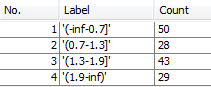 No. Label Count
1 '(-inf-0.7]' 50
2 '(0.7-1.3]' 28
3 '(1.3-1.9]' 43
4 '(1.9-inf)' 29